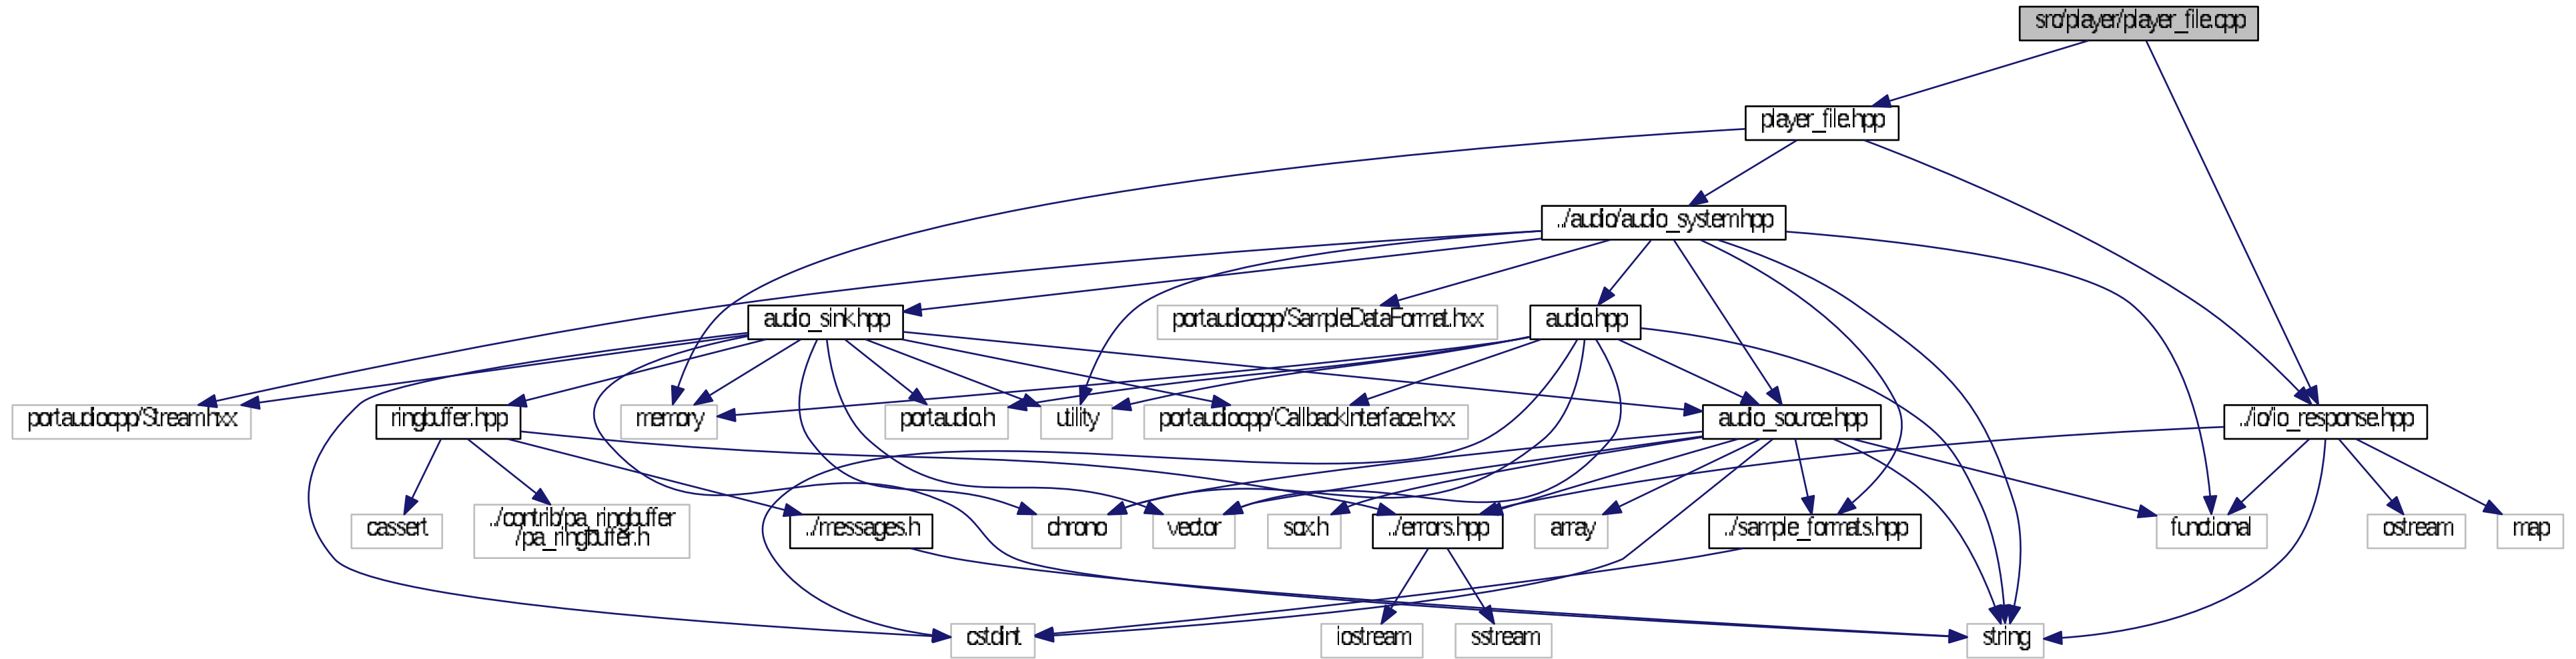 src/player/player_file.cpp
player_file.hpp
../audio/audio_system.hpp
audio_sink.hpp
portaudiocpp/SampleDataFormat.hxx
audio.hpp
portaudiocpp/Stream.hxx
ringbuffer.hpp
memory
portaudio.h
utility
portaudiocpp/CallbackInterface.hxx
audio_source.hpp
../io/io_response.hpp
cassert
../contrib/pa_ringbuffer
/pa_ringbuffer.h
../messages.h
chrono
vector
sox.h
../errors.hpp
array
../sample_formats.hpp
functional
ostream
map
cstdint
iostream
sstream
string